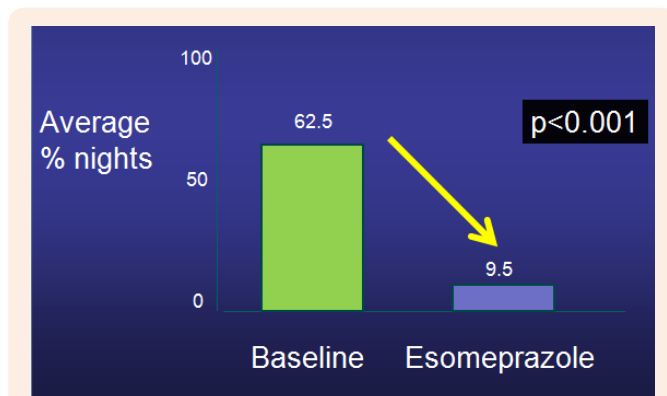 100
Average
% nights
62.5
p<0.001
50
9.5
0
Baseline
Esomeprazole